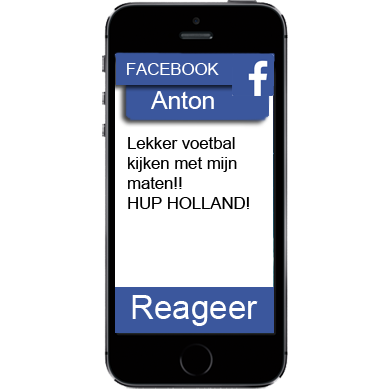 FACEBOOK
Anton
Lekker voetbal
kijken met mijn
maten!!
HUP HOLLAND!
Reageer